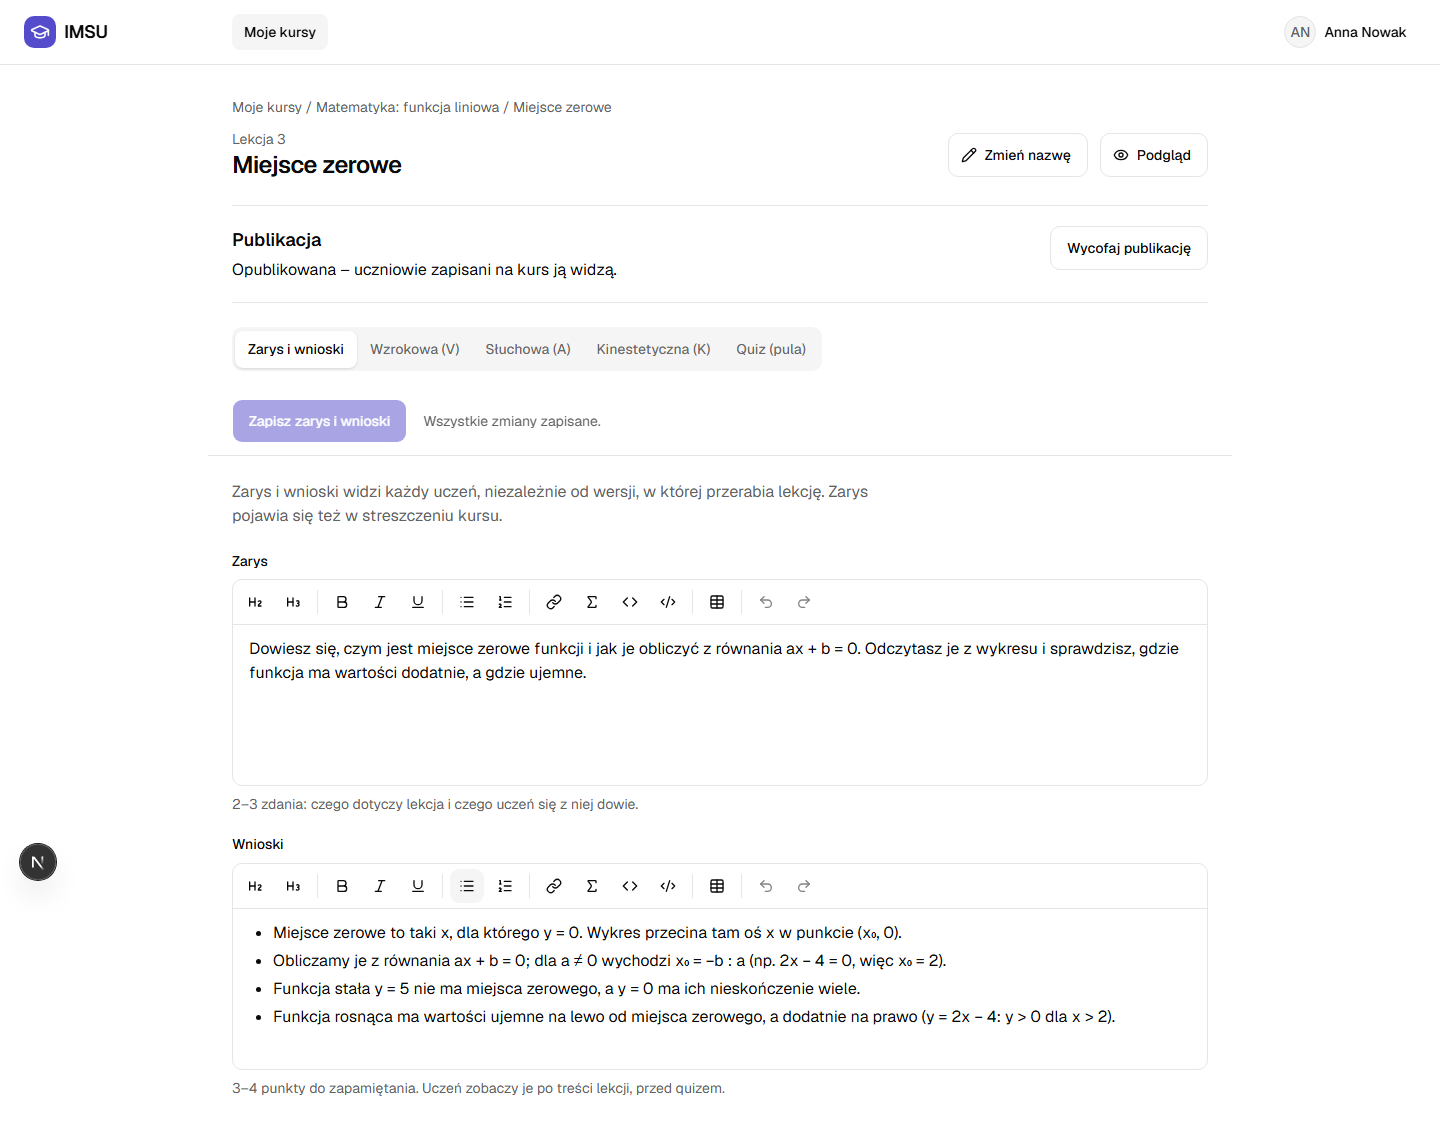 IMSU
Moje kursy
AN
Anna Nowak
Moje kursy / Matematyka: funkcja liniowa / Miejsce zerowe
Lekcja 3
Miejsce zerowe
Zmień nazwę
Podgląd
Publikacja
Opublikowana – uczniowie zapisani na kurs ją widzą.
Wycofaj publikację
Zarys i wnioski
Wzrokowa (V)
Słuchowa (A)
Kinestetyczna (K)
Quiz (pula)
Zapisz zarys i wnioski
Wszystkie zmiany zapisane.
Zarys i wnioski widzi każdy uczeń, niezależnie od wersji, w której przerabia lekcję. Zarys
pojawia się też w streszczeniu kursu.
Zarys
H2 H3 B I U Σ
Dowiesz się, czym jest miejsce zerowe funkcji i jak je obliczyć z równania ax + b = 0. Odczytasz je z wykresu i sprawdzisz, gdzie
funkcja ma wartości dodatnie, a gdzie ujemne.
2–3 zdania: czego dotyczy lekcja i czego uczeń się z niej dowie.
Wnioski
N
H2 H3 B I U Σ
• Miejsce zerowe to taki x, dla którego y = 0. Wykres przecina tam oś x w punkcie (x₀, 0).
• Obliczamy je z równania ax + b = 0; dla a ≠ 0 wychodzi x₀ = −b : a (np. 2x − 4 = 0, więc x₀ = 2).
• Funkcja stała y = 5 nie ma miejsca zerowego, a y = 0 ma ich nieskończenie wiele.
• Funkcja rosnąca ma wartości ujemne na lewo od miejsca zerowego, a dodatnie na prawo (y = 2x − 4: y > 0 dla x > 2).
3–4 punkty do zapamiętania. Uczeń zobaczy je po treści lekcji, przed quizem.